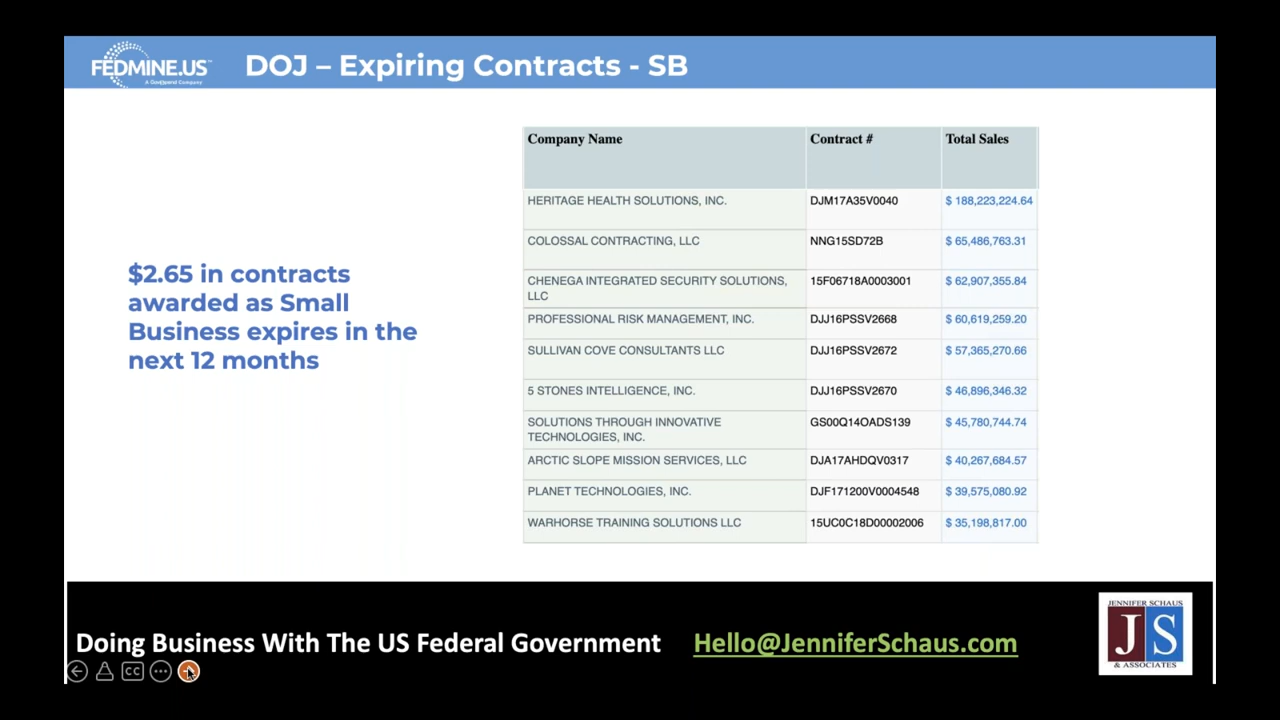 FEDMINE.US™
A GovSpend Company
DOJ – Expiring Contracts - SB
$2.65 in contracts
awarded as Small
Business expires in the
next 12 months
Company Name Contract # Total Sales
HERITAGE HEALTH SOLUTIONS, INC. DJM17A35V0040 $ 188,223,224.64
COLOSSAL CONTRACTING, LLC NNG15SD72B $ 65,486,763.31
CHENEGA INTEGRATED SECURITY SOLUTIONS, 15F06718A0003001 $ 62,907,355.84
LLC
PROFESSIONAL RISK MANAGEMENT, INC. DJJ16PSSV2668 $ 60,619,259.20
SULLIVAN COVE CONSULTANTS LLC DJJ16PSSV2672 $ 57,365,270.66
5 STONES INTELLIGENCE, INC. DJJ16PSSV2670 $ 46,896,346.32
SOLUTIONS THROUGH INNOVATIVE GS00Q14OADS139 $ 45,780,744.74
TECHNOLOGIES, INC.
ARCTIC SLOPE MISSION SERVICES, LLC DJA17AHDQV0317 $ 40,267,684.57
PLANET TECHNOLOGIES, INC. DJF171200V0004548 $ 39,575,080.92
WARHORSE TRAINING SOLUTIONS LLC 15UC0C18D00002006 $ 35,198,817.00
Doing Business With The US Federal Government Hello@JenniferSchaus.com
JENNIFER SCHAUS
JS
& ASSOCIATES
CC